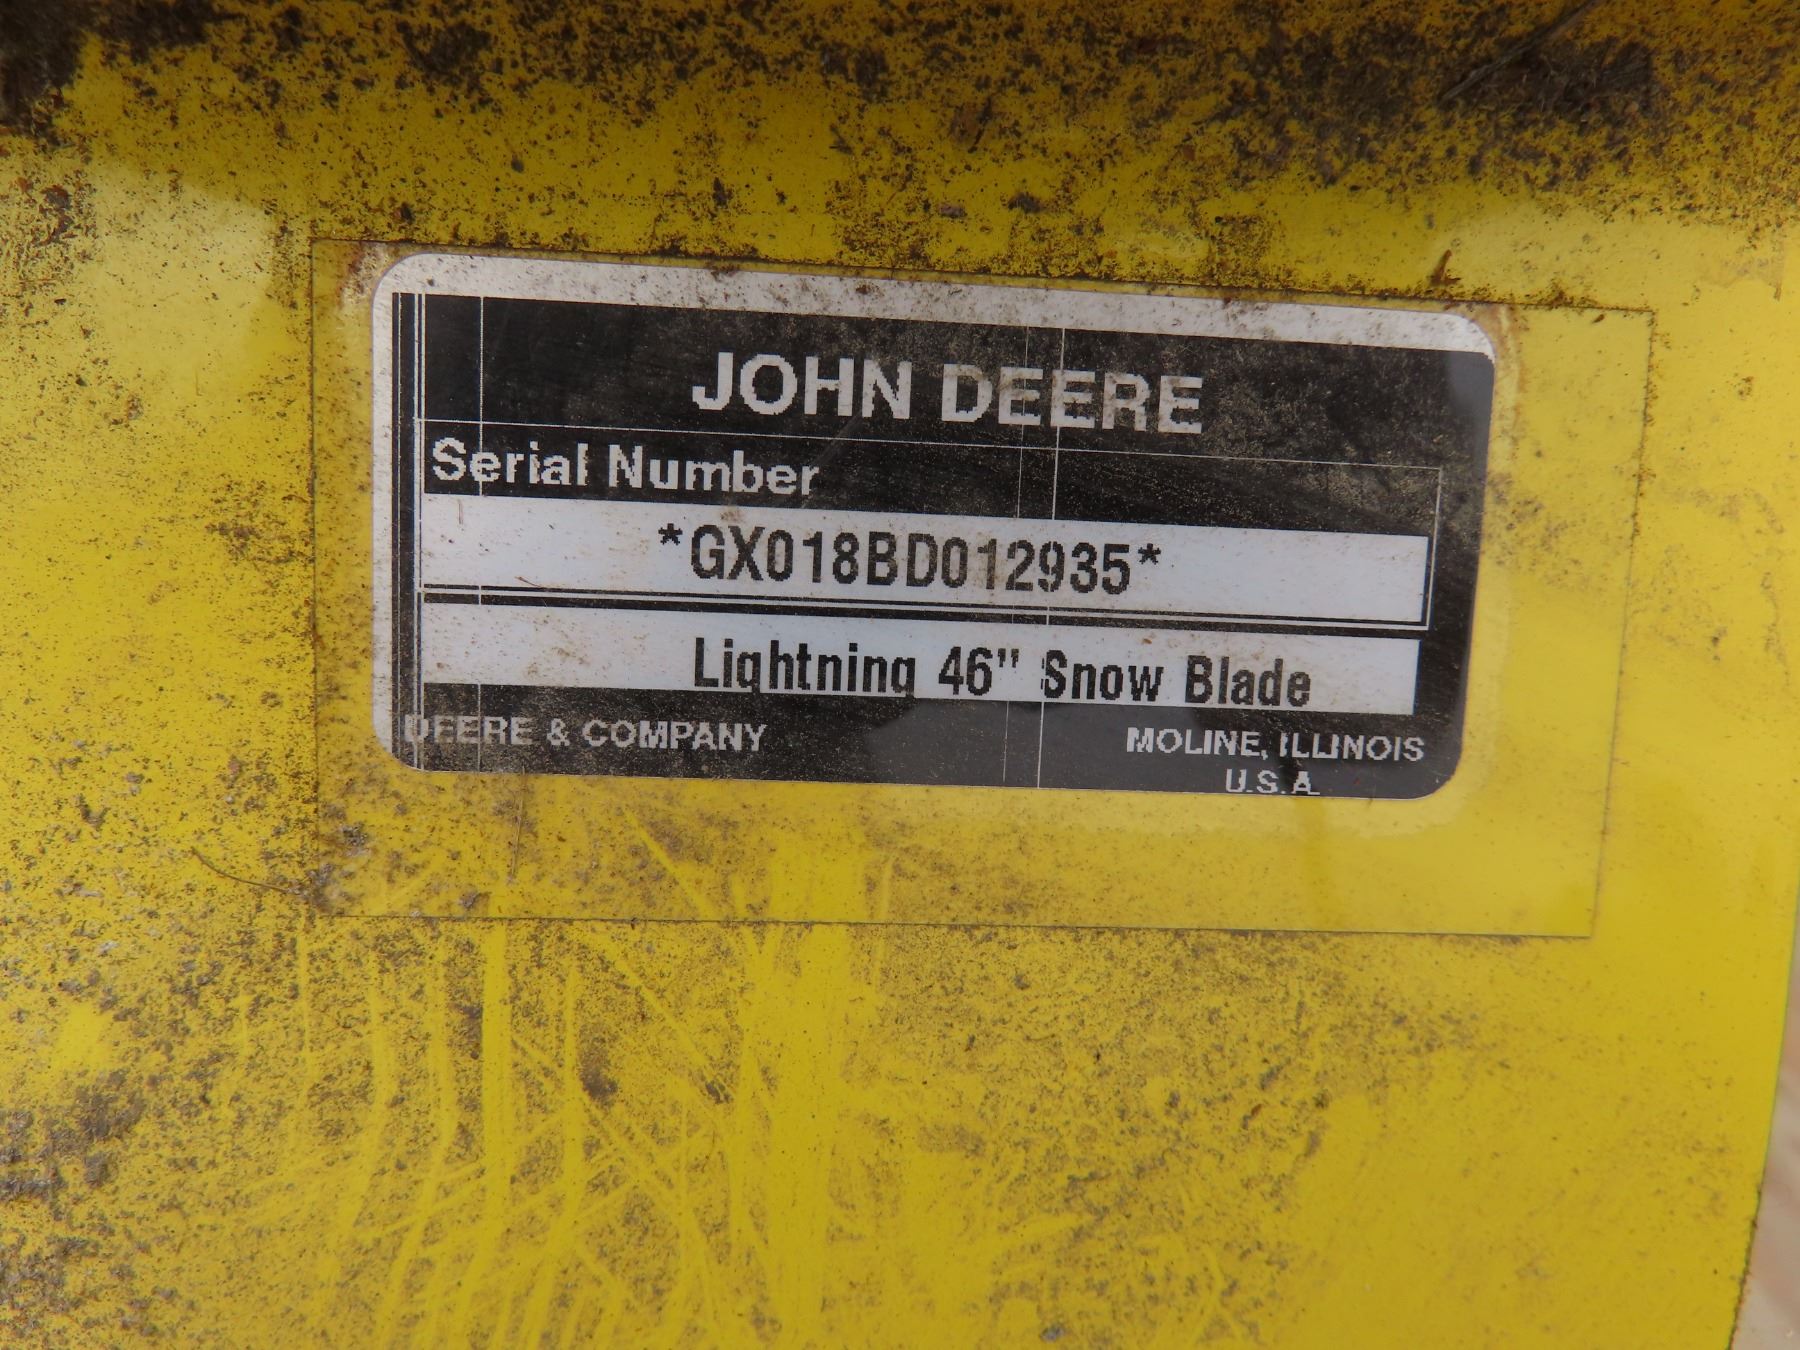 JOHN DEERE
Serial Number
*GX018BD012935*
Lightning 46" Snow Blade
DEERE & COMPANY
MOLINE, ILLINOIS
U.S.A.